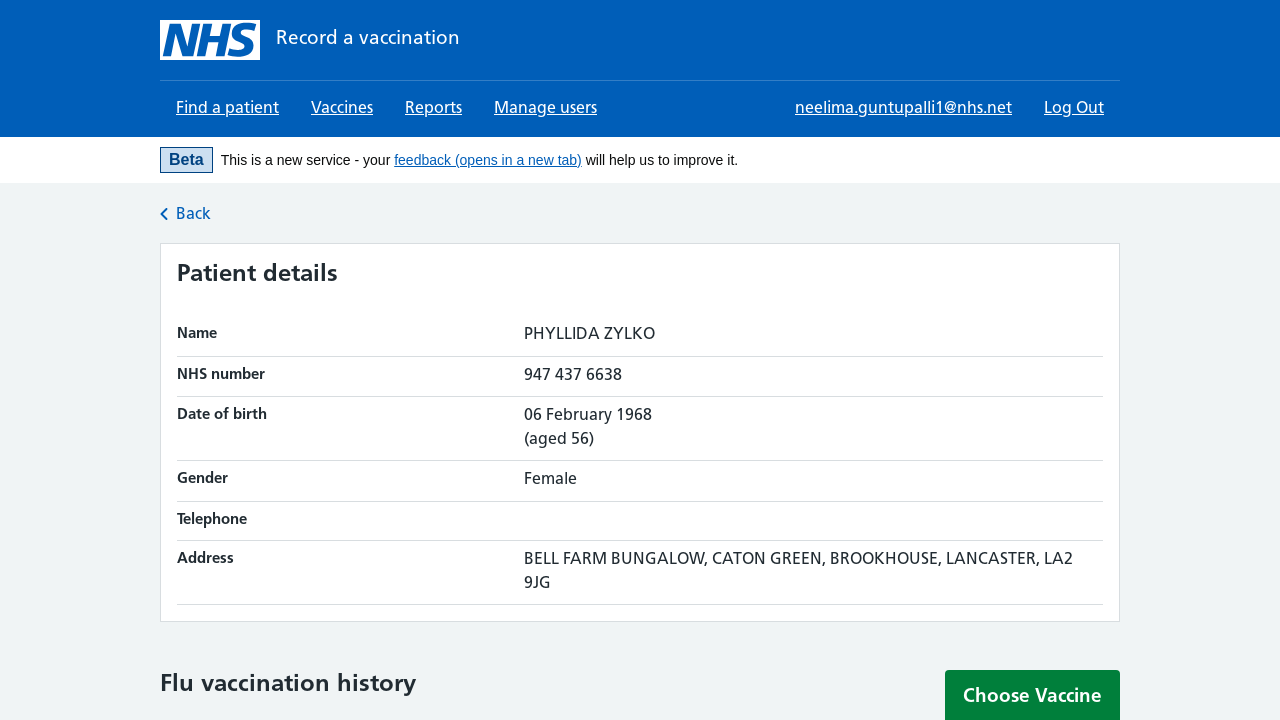 NHS Record a vaccination
Find a patient Vaccines Reports Manage users neelima.guntupalli1@nhs.net Log Out
Beta This is a new service - your feedback (opens in a new tab) will help us to improve it.
Back
Patient details
Name PHYLLIDA ZYLKO
NHS number 947 437 6638
Date of birth 06 February 1968
(aged 56)
Gender Female
Telephone
Address BELL FARM BUNGALOW, CATON GREEN, BROOKHOUSE, LANCASTER, LA2
9JG
Flu vaccination history Choose Vaccine